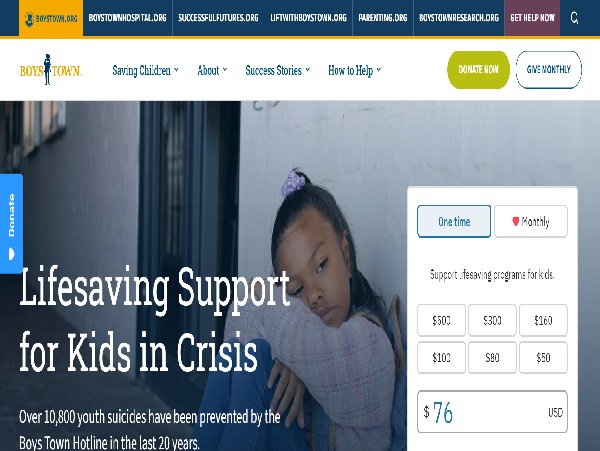 BOYSTOWN.ORG BOYSTOWNHOSPITAL.ORG SUCCESSFULFUTURES.ORG LIFTWITHBOYSTOWN.ORG PARENTING.ORG BOYSTOWNRESEARCH.ORG GET HELP NOW
BOYS TOWN. Saving Children About Success Stories How to Help DONATE NOW GIVE MONTHLY
Donate
One time Monthly
Support lifesaving programs for kids.
$500 $300 $160
$100 $80 $50
$ 76 USD
Lifesaving Support
for Kids in Crisis
Over 10,800 youth suicides have been prevented by the
Boys Town Hotline in the last 20 years.